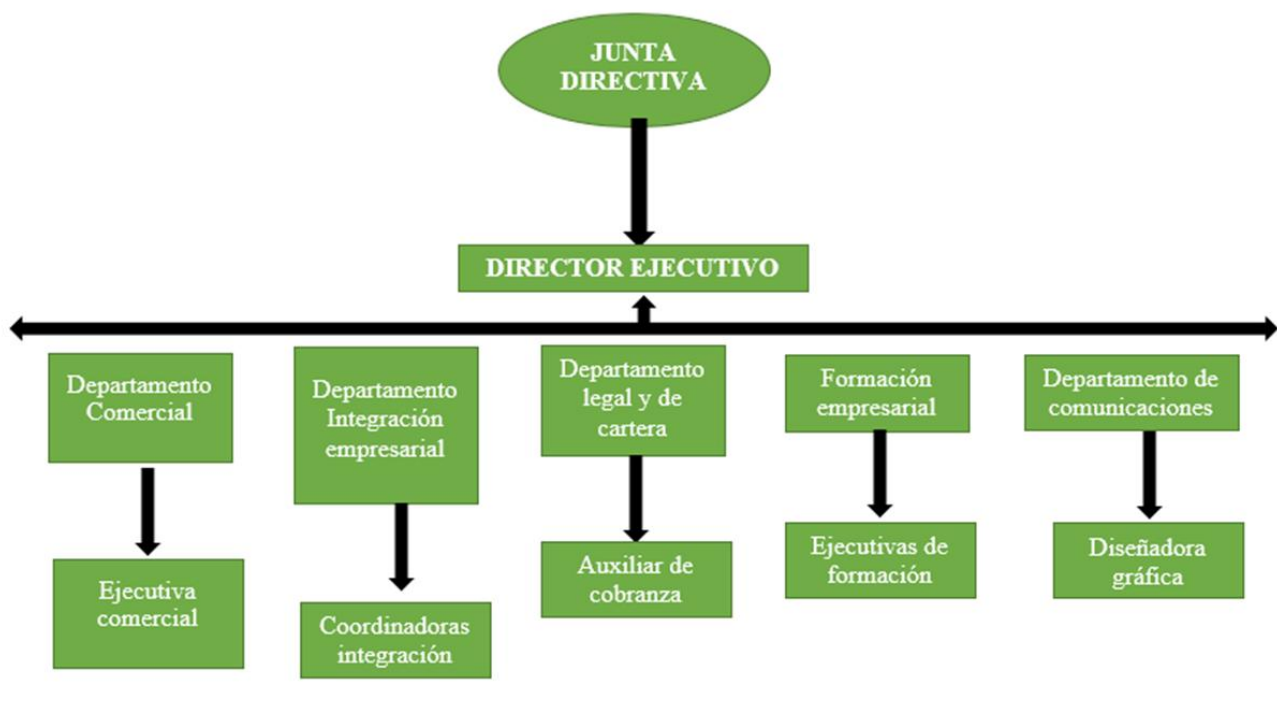 JUNTA
DIRECTIVA
DIRECTOR EJECUTIVO
Departamento
Comercial
Departamento
Integración
empresarial
Departamento
legal y de
cartera
Formación
empresarial
Departamento de
comunicaciones
Ejecutiva
comercial
Coordinadoras
integración
Auxiliar de
cobranza
Ejecutivas de
formación
Diseñadora
gráfica